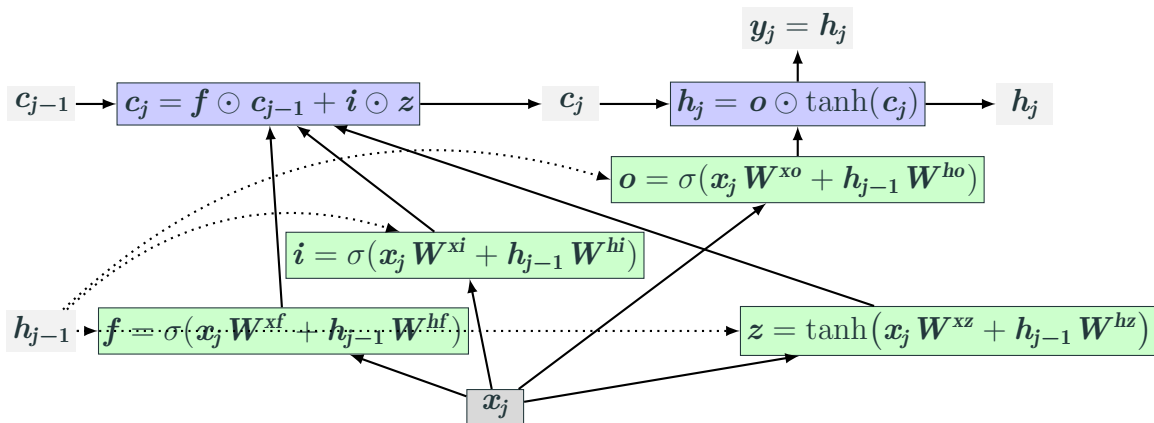 y_j = h_j
c_{j−1}
c_j = f ⊙ c_{j−1} + i ⊙ z
c_j
h_j = o ⊙ tanh(c_j)
h_j
o = σ(x_j W^{xo} + h_{j−1} W^{ho})
i = σ(x_j W^{xi} + h_{j−1} W^{hi})
h_{j−1}
f = σ(x_j W^{xf} + h_{j−1} W^{hf})
z = tanh(x_j W^{xz} + h_{j−1} W^{hz})
x_j